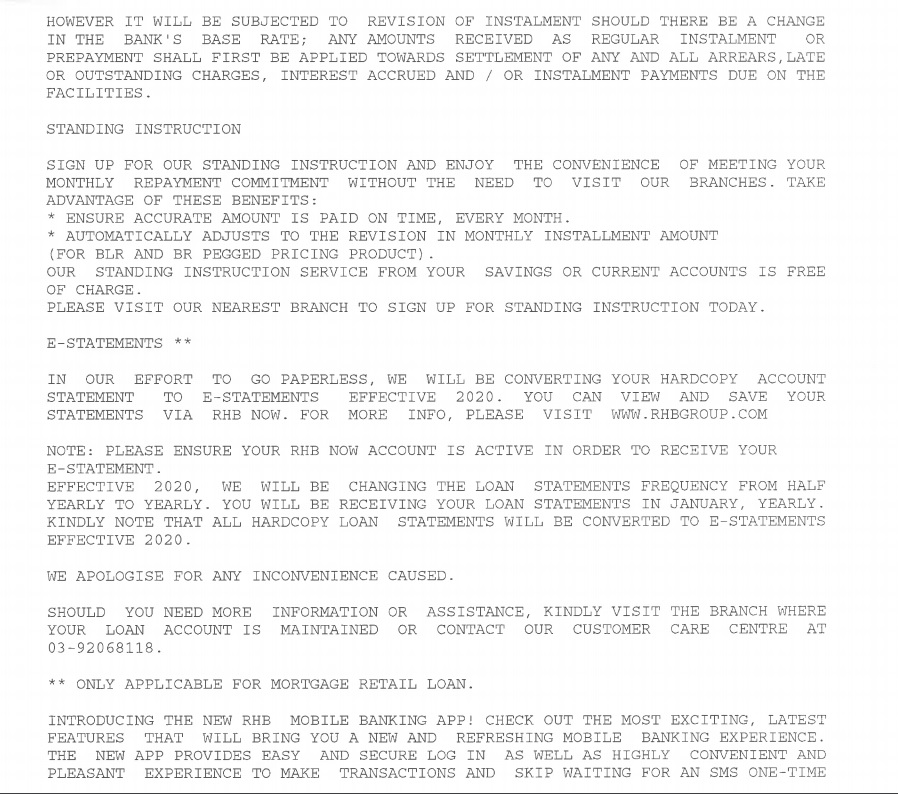 HOWEVER IT WILL BE SUBJECTED TO REVISION OF INSTALMENT SHOULD THERE BE A CHANGE
IN THE BANK'S BASE RATE; ANY AMOUNTS RECEIVED AS REGULAR INSTALMENT OR
PREPAYMENT SHALL FIRST BE APPLIED TOWARDS SETTLEMENT OF ANY AND ALL ARREARS,LATE
OR OUTSTANDING CHARGES, INTEREST ACCRUED AND / OR INSTALMENT PAYMENTS DUE ON THE
FACILITIES.
STANDING INSTRUCTION
SIGN UP FOR OUR STANDING INSTRUCTION AND ENJOY THE CONVENIENCE OF MEETING YOUR
MONTHLY REPAYMENT COMMITMENT WITHOUT THE NEED TO VISIT OUR BRANCHES. TAKE
ADVANTAGE OF THESE BENEFITS:
* ENSURE ACCURATE AMOUNT IS PAID ON TIME, EVERY MONTH.
* AUTOMATICALLY ADJUSTS TO THE REVISION IN MONTHLY INSTALLMENT AMOUNT
(FOR BLR AND BR PEGGED PRICING PRODUCT).
OUR STANDING INSTRUCTION SERVICE FROM YOUR SAVINGS OR CURRENT ACCOUNTS IS FREE
OF CHARGE.
PLEASE VISIT OUR NEAREST BRANCH TO SIGN UP FOR STANDING INSTRUCTION TODAY.
E-STATEMENTS **
IN OUR EFFORT TO GO PAPERLESS, WE WILL BE CONVERTING YOUR HARDCOPY ACCOUNT
STATEMENT TO E-STATEMENTS EFFECTIVE 2020. YOU CAN VIEW AND SAVE YOUR
STATEMENTS VIA RHB NOW. FOR MORE INFO, PLEASE VISIT WWW.RHBGROUP.COM
NOTE: PLEASE ENSURE YOUR RHB NOW ACCOUNT IS ACTIVE IN ORDER TO RECEIVE YOUR
E-STATEMENT.
EFFECTIVE 2020, WE WILL BE CHANGING THE LOAN STATEMENTS FREQUENCY FROM HALF
YEARLY TO YEARLY. YOU WILL BE RECEIVING YOUR LOAN STATEMENTS IN JANUARY, YEARLY.
KINDLY NOTE THAT ALL HARDCOPY LOAN STATEMENTS WILL BE CONVERTED TO E-STATEMENTS
EFFECTIVE 2020.
WE APOLOGISE FOR ANY INCONVENIENCE CAUSED.
SHOULD YOU NEED MORE INFORMATION OR ASSISTANCE, KINDLY VISIT THE BRANCH WHERE
YOUR LOAN ACCOUNT IS MAINTAINED OR CONTACT OUR CUSTOMER CARE CENTRE AT
03-92068118.
** ONLY APPLICABLE FOR MORTGAGE RETAIL LOAN.
INTRODUCING THE NEW RHB MOBILE BANKING APP! CHECK OUT THE MOST EXCITING, LATEST
FEATURES THAT WILL BRING YOU A NEW AND REFRESHING MOBILE BANKING EXPERIENCE.
THE NEW APP PROVIDES EASY AND SECURE LOG IN AS WELL AS HIGHLY CONVENIENT AND
PLEASANT EXPERIENCE TO MAKE TRANSACTIONS AND SKIP WAITING FOR AN SMS ONE-TIME